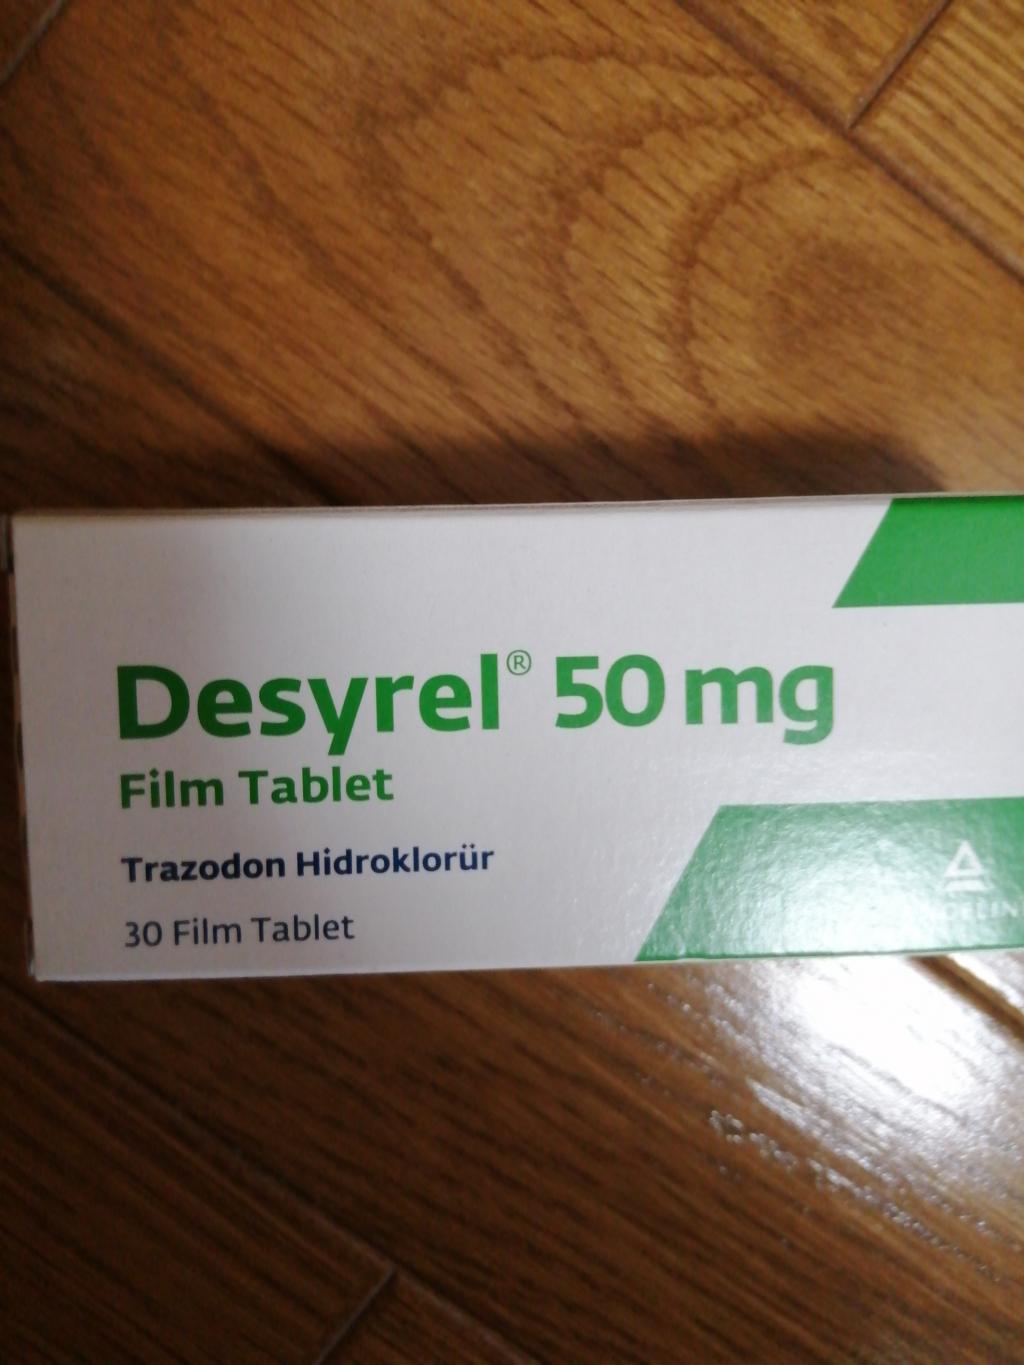 Desyrel® 50 mg
Film Tablet
Trazodon Hidroklorür
30 Film Tablet